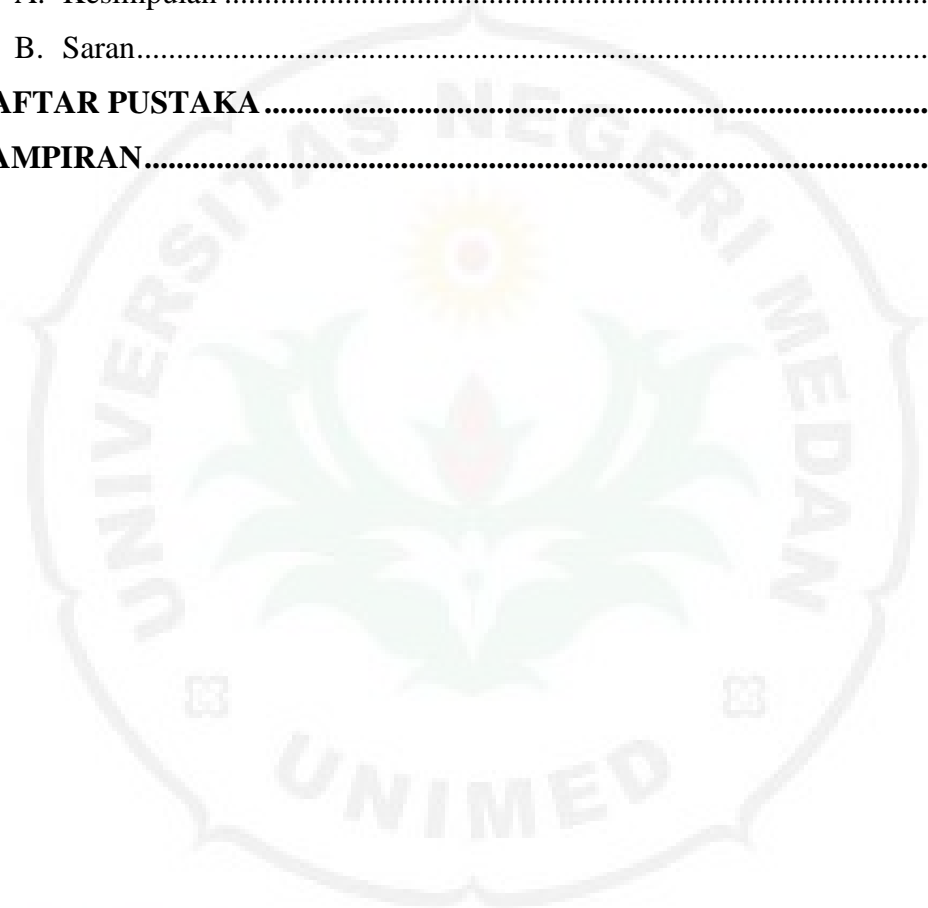 A. Kesimpulan ........................................................................................
B. Saran...................................................................................................
AFTAR PUSTAKA ...................................................................................
AMPIRAN..................................................................................................
UNIVERSITAS NEGERI MEDAN
UNIMED